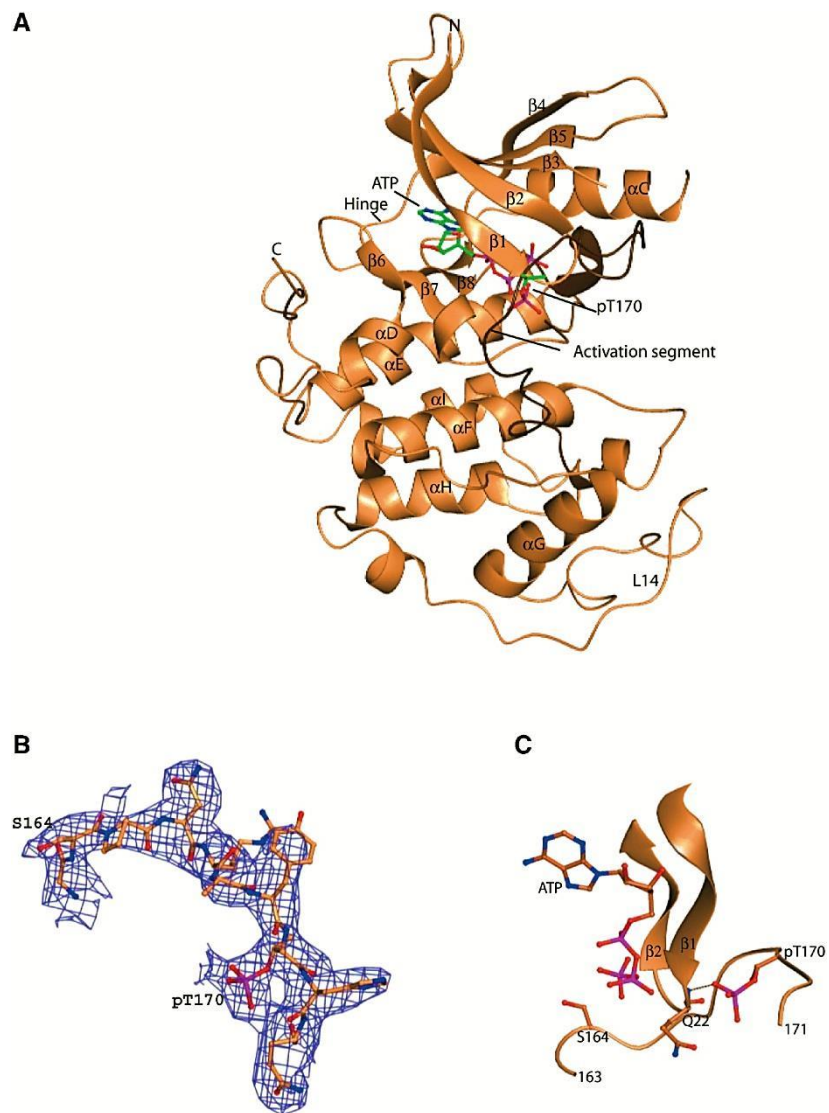 A
N
β4
β5
β3
αC
ATP
β2
Hinge
β1
C
β6
β7
β8
pT170
αD
Activation segment
αE
αI
αF
αH
αG
L14
B
C
S164
pT170
ATP
β2
β1
pT170
Q22
S164
171
163